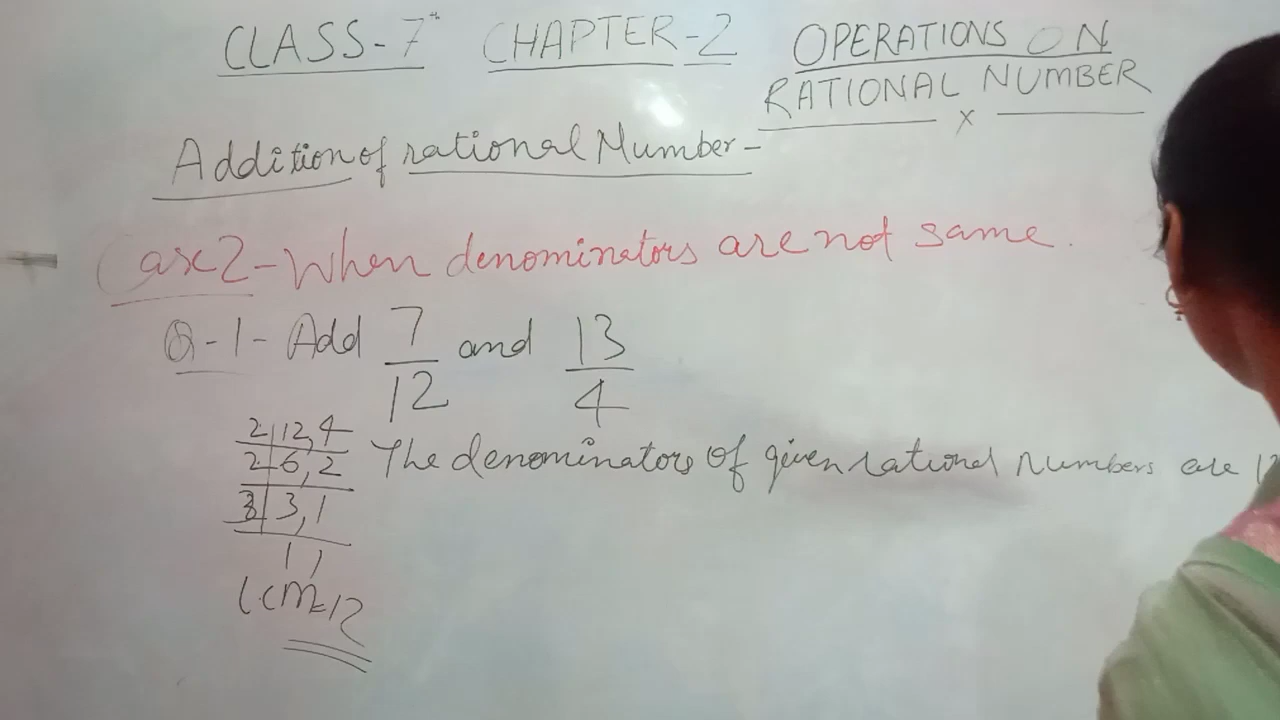 CLASS-7th CHAPTER-2 OPERATIONS ON
RATIONAL NUMBER
x
Addition of rational Number-
Case2-When denominators are not same.
Q-1- Add 7/12 and 13/4
2|12,4
2|6,2
3|3,1
1,
LCM=12
The denominators of given rational numbers are 12